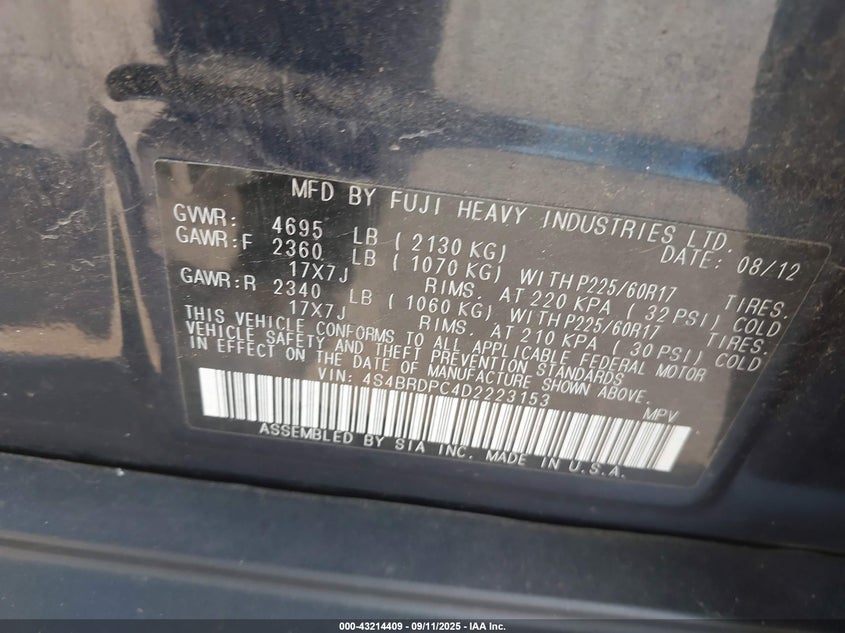 MFD BY FUJI HEAVY INDUSTRIES LTD.
GVWR: 4695 LB ( 2130 KG) DATE: 08/12
GAWR:F 2360 LB ( 1070 KG) WITH P225/60R17 TIRES.
17X7J RIMS. AT 220 KPA ( 32 PSI) COLD
GAWR:R 2340 LB ( 1060 KG) WITH P225/60R17 TIRES.
17X7J RIMS. AT 210 KPA ( 30 PSI) COLD
THIS VEHICLE CONFORMS TO ALL APPLICABLE FEDERAL MOTOR
VEHICLE SAFETY AND THEFT PREVENTION STANDARDS
IN EFFECT ON THE DATE OF MANUFACTURE SHOWN ABOVE.
VIN: 4S4BRDPC4D2223153 MPV
ASSEMBLED BY SIA INC. MADE IN U.S.A.
000-43214409 - 09/11/2025 - IAA Inc.